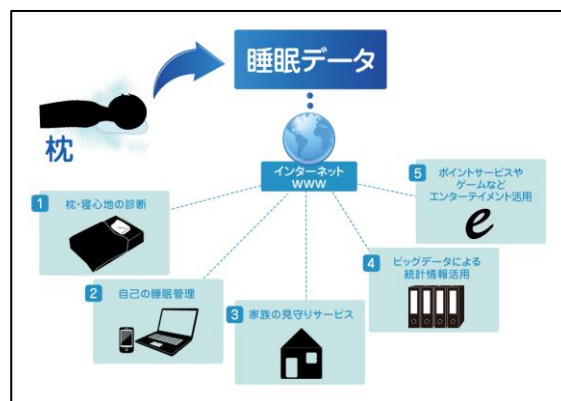 睡眠データ
枕
インターネット
WWW
1 枕・寝心地の診断
2 自己の睡眠管理
3 家族の見守りサービス
4 ビッグデータによる
統計情報活用
5 ポイントサービスや
ゲームなど
エンターテイメント活用
e